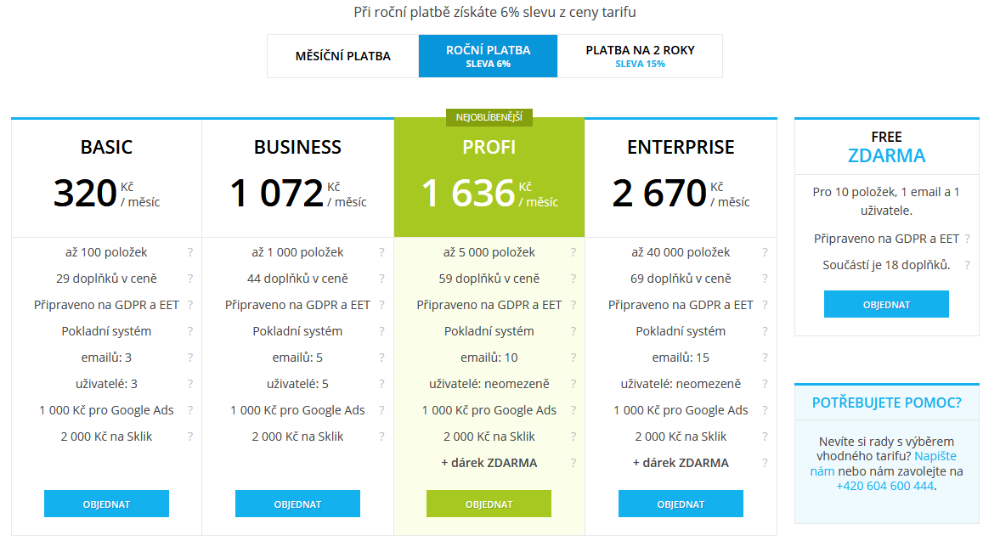 Při roční platbě získáte 6% slevu z ceny tarifu
MĚSÍČNÍ PLATBA
ROČNÍ PLATBA
SLEVA 6%
PLATBA NA 2 ROKY
SLEVA 15%
BASIC
320 Kč
/ měsíc
až 100 položek ?
29 doplňků v ceně ?
Připraveno na GDPR a EET ?
Pokladní systém ?
emailů: 3 ?
uživatelé: 3 ?
1 000 Kč pro Google Ads ?
2 000 Kč na Sklik ?
OBJEDNAT
BUSINESS
1 072 Kč
/ měsíc
až 1 000 položek ?
44 doplňků v ceně ?
Připraveno na GDPR a EET ?
Pokladní systém ?
emailů: 5 ?
uživatelé: 5 ?
1 000 Kč pro Google Ads ?
2 000 Kč na Sklik ?
OBJEDNAT
NEJOBLÍBENĚJŠÍ
PROFI
1 636 Kč
/ měsíc
až 5 000 položek ?
59 doplňků v ceně ?
Připraveno na GDPR a EET ?
Pokladní systém ?
emailů: 10 ?
uživatelé: neomezeně ?
1 000 Kč pro Google Ads ?
2 000 Kč na Sklik ?
+ dárek ZDARMA ?
OBJEDNAT
ENTERPRISE
2 670 Kč
/ měsíc
až 40 000 položek ?
69 doplňků v ceně ?
Připraveno na GDPR a EET ?
Pokladní systém ?
emailů: 15 ?
uživatelé: neomezeně ?
1 000 Kč pro Google Ads ?
2 000 Kč na Sklik ?
+ dárek ZDARMA ?
OBJEDNAT
FREE
ZDARMA
Pro 10 položek, 1 email a 1
uživatele.
Připraveno na GDPR a EET ?
Součástí je 18 doplňků. ?
OBJEDNAT
POTŘEBUJETE POMOC?
Nevíte si rady s výběrem
vhodného tarifu? Napište
nám nebo nám zavolejte na
+420 604 600 444.